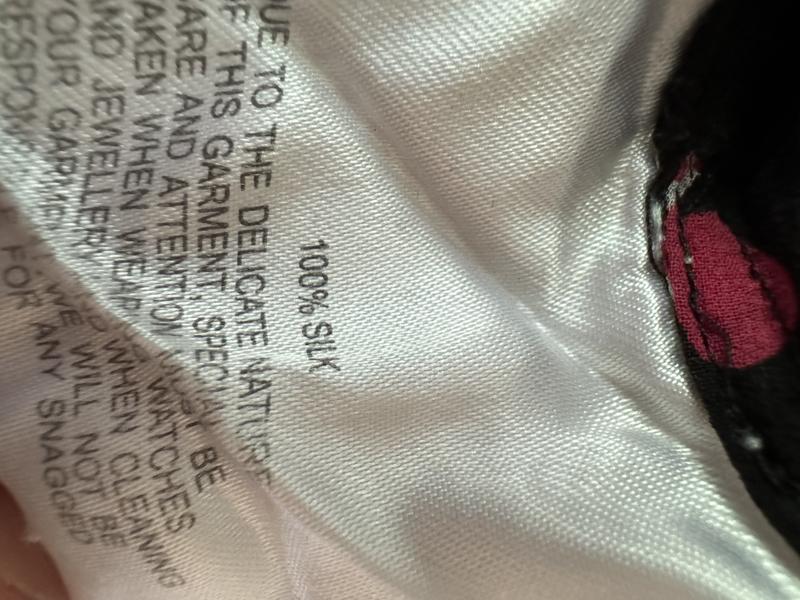 100% SILK
DUE TO THE DELICATE NATURE
OF THIS GARMENT, SPECIAL
CARE AND ATTENTION MUST BE
TAKEN WHEN WEARING WATCHES
AND JEWELLERY AND WHEN CLEANING
YOUR GARMENT. WE WILL NOT BE
FOR ANY SNAGGED